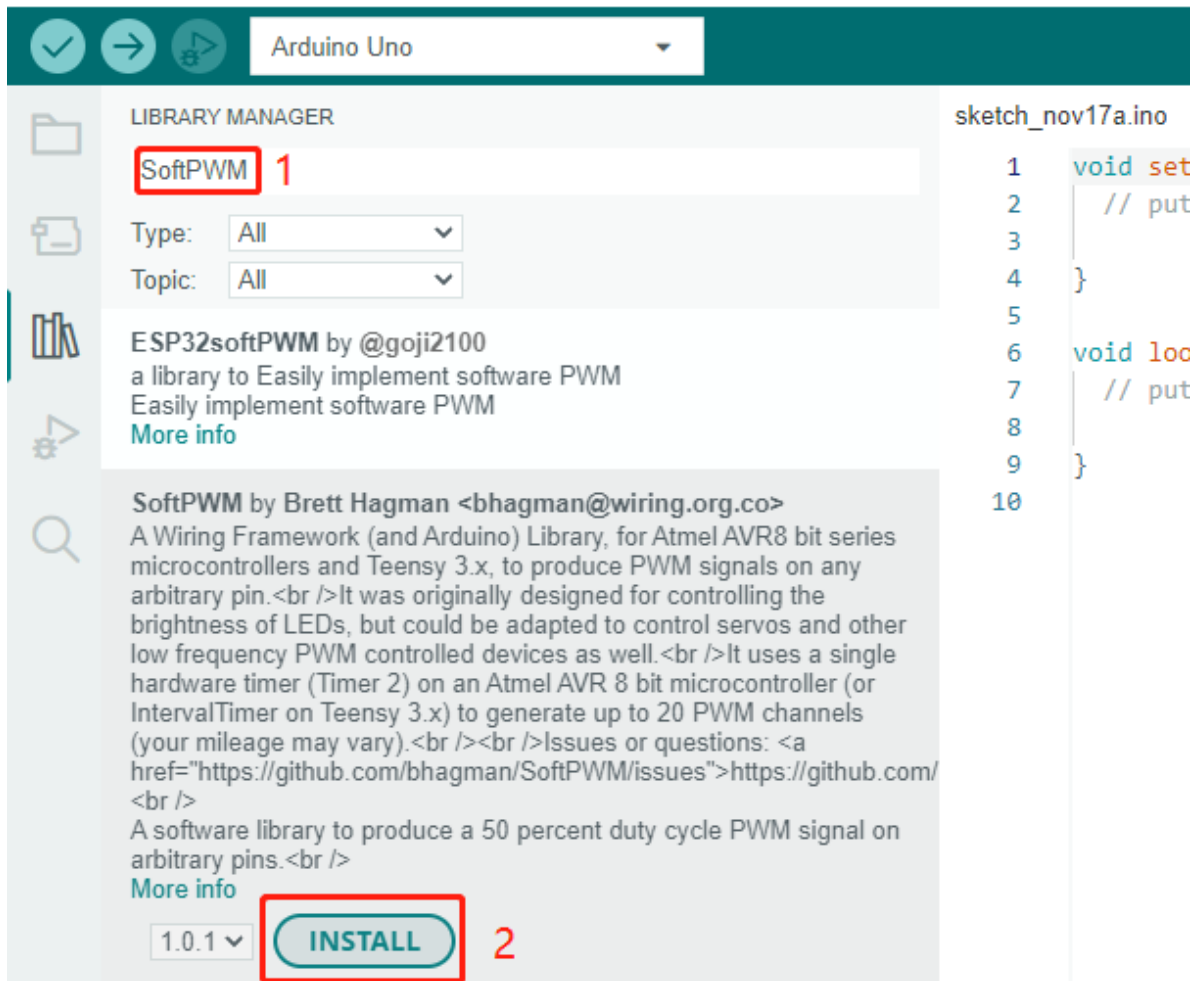 Arduino Uno
LIBRARY MANAGER
SoftPWM 1
Type: All
Topic: All
ESP32softPWM by @goji2100
a library to Easily implement software PWM
Easily implement software PWM
More info
SoftPWM by Brett Hagman <bhagman@wiring.org.co>
A Wiring Framework (and Arduino) Library, for Atmel AVR8 bit series
microcontrollers and Teensy 3.x, to produce PWM signals on any
arbitrary pin.<br />It was originally designed for controlling the
brightness of LEDs, but could be adapted to control servos and other
low frequency PWM controlled devices as well.<br />It uses a single
hardware timer (Timer 2) on an Atmel AVR 8 bit microcontroller (or
IntervalTimer on Teensy 3.x) to generate up to 20 PWM channels
(your mileage may vary).<br /><br />Issues or questions: <a
href="https://github.com/bhagman/SoftPWM/issues">https://github.com/
<br />
A software library to produce a 50 percent duty cycle PWM signal on
arbitrary pins.<br />
More info
1.0.1 INSTALL 2
sketch_nov17a.ino
1 void set
2 // put
3
4 }
5
6 void loo
7 // put
8
9 }
10